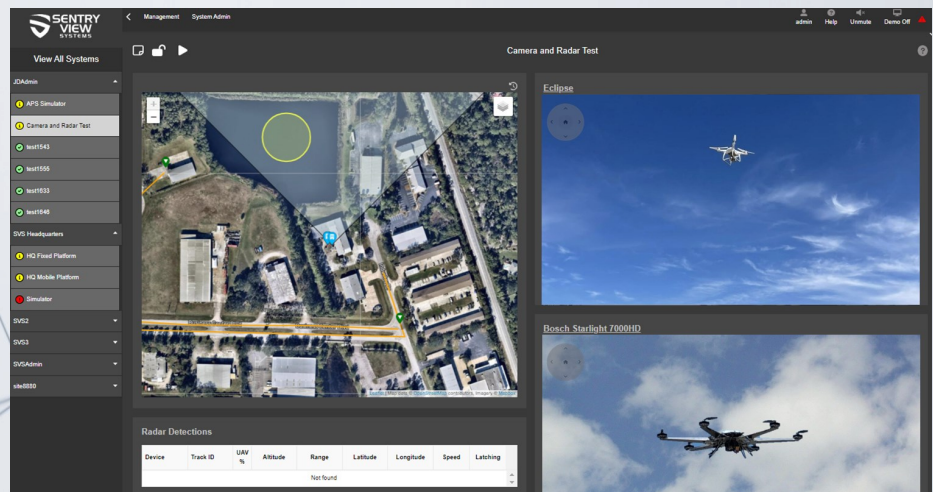 SENTRY
VIEW
SYSTEMS
Management System Admin
admin Help Unmute Demo Off
View All Systems
Camera and Radar Test
JDAdmin
APS Simulator
Camera and Radar Test
test1543
test1555
test1633
test1646
SVS Headquarters
HQ Fixed Platform
HQ Mobile Platform
Simulator
SVS2
SVS3
SVSAdmin
site8880
Eclipse
Bosch Starlight 7000HD
Radar Detections
Device Track ID UAV % Altitude Range Latitude Longitude Speed Latching
Not found